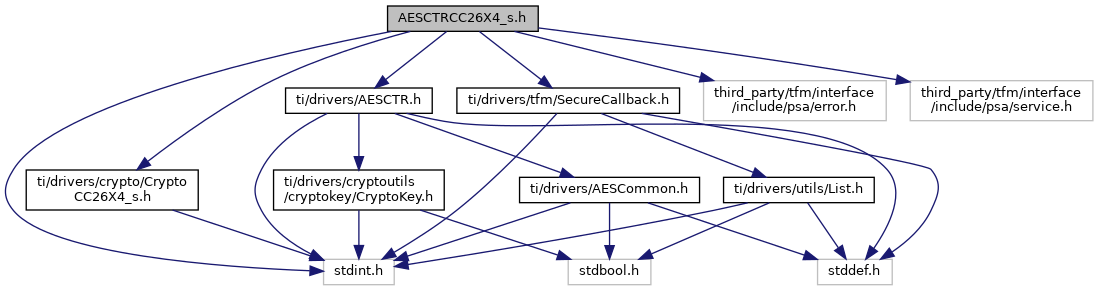 AESCTRCC26X4_s.h
ti/drivers/AESCTR.h
ti/drivers/tfm/SecureCallback.h
third_party/tfm/interface
/include/psa/error.h
third_party/tfm/interface
/include/psa/service.h
ti/drivers/crypto/Crypto
CC26X4_s.h
ti/drivers/cryptoutils
/cryptokey/CryptoKey.h
ti/drivers/AESCommon.h
ti/drivers/utils/List.h
stdint.h
stdbool.h
stddef.h